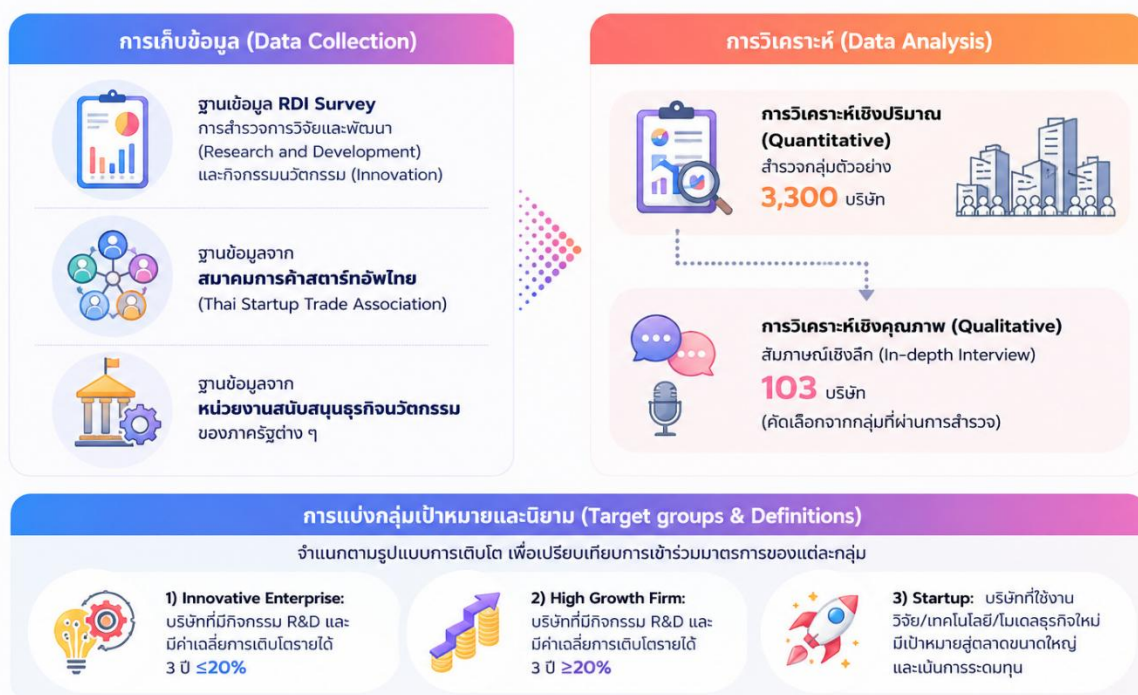 การเก็บข้อมูล (Data Collection)
ฐานเข้อมูล RDI Survey
การสำรวจการวิจัยและพัฒนา
(Research and Development)
และกิจกรรมนวัตกรรม (Innovation)
ฐานข้อมูลจาก
สมาคมการค้าสตาร์ทอัพไทย
(Thai Startup Trade Association)
ฐานข้อมูลจาก
หน่วยงานสนับสนุนธุรกิจนวัตกรรม
ของภาครัฐต่าง ๆ
การวิเคราะห์ (Data Analysis)
การวิเคราะห์เชิงปริมาณ
(Quantitative)
สำรวจกลุ่มตัวอย่าง
3,300 บริษัท
การวิเคราะห์เชิงคุณภาพ (Qualitative)
สัมภาษณ์เชิงลึก (In-depth Interview)
103 บริษัท
(คัดเลือกจากกลุ่มที่ผ่านการสำรวจ)
การแบ่งกลุ่มเป้าหมายและนิยาม (Target groups & Definitions)
จำแนกตามรูปแบบการเติบโต เพื่อเปรียบเทียบการเข้าร่วมมาตรการของแต่ละกลุ่ม
1) Innovative Enterprise:
บริษัทที่มีกิจกรรม R&D และ
มีค่าเฉลี่ยการเติบโตรายได้
3 ปี ≤20%
2) High Growth Firm:
บริษัทที่มีกิจกรรม R&D และ
มีค่าเฉลี่ยการเติบโตรายได้
3 ปี ≥20%
3) Startup: บริษัทที่ใช้งาน
วิจัย/เทคโนโลยี/โมเดลธุรกิจใหม่
มีเป้าหมายสู่ตลาดขนาดใหญ่
และเน้นการระดมทุน